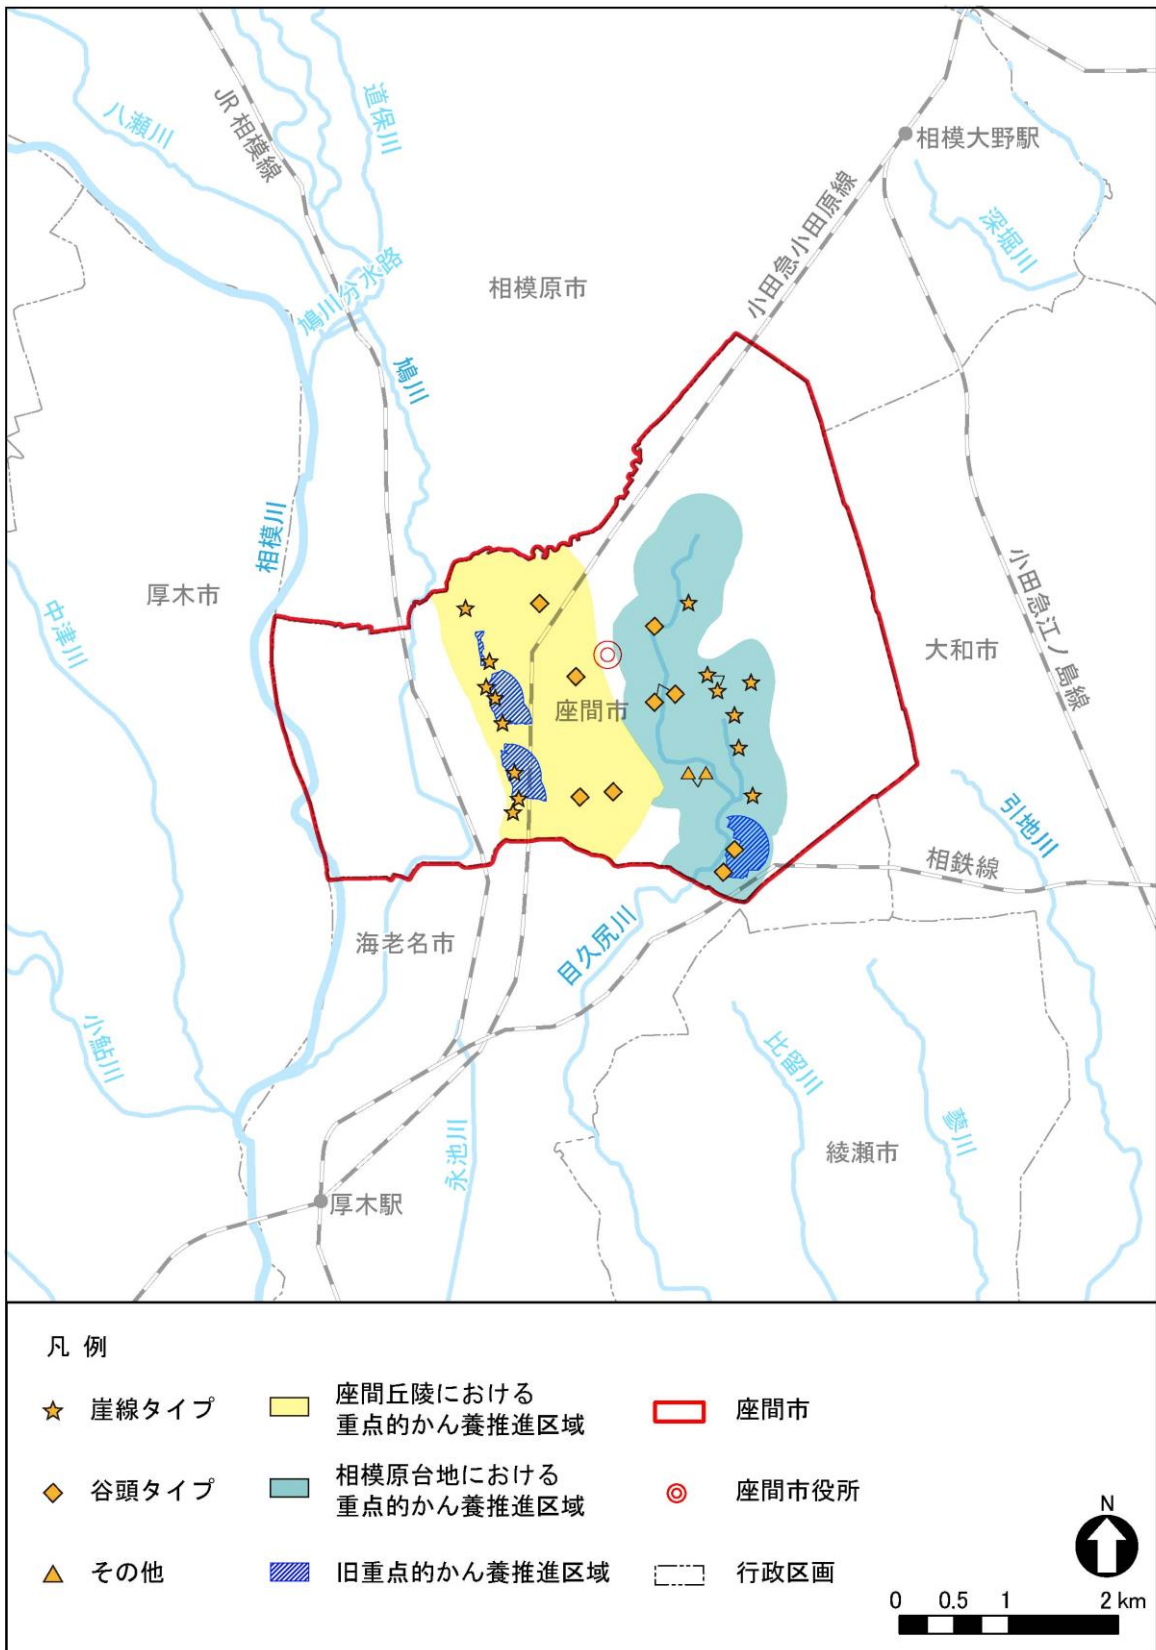 八瀬川
JR 相模線
道保川
相模大野駅
小田急小田原線
深堀川
鳩川分水路
相模原市
鳩川
相模川
厚木市
中津川
小田急江ノ島線
大和市
座間市
引地川
相鉄線
海老名市
目久尻川
小鮎川
比留川
永池川
蓼川
綾瀬市
厚木駅
凡 例
崖線タイプ
座間丘陵における
重点的かん養推進区域
座間市
谷頭タイプ
相模原台地における
重点的かん養推進区域
座間市役所
その他
旧重点的かん養推進区域
行政区画
N
0 0.5 1 2 km